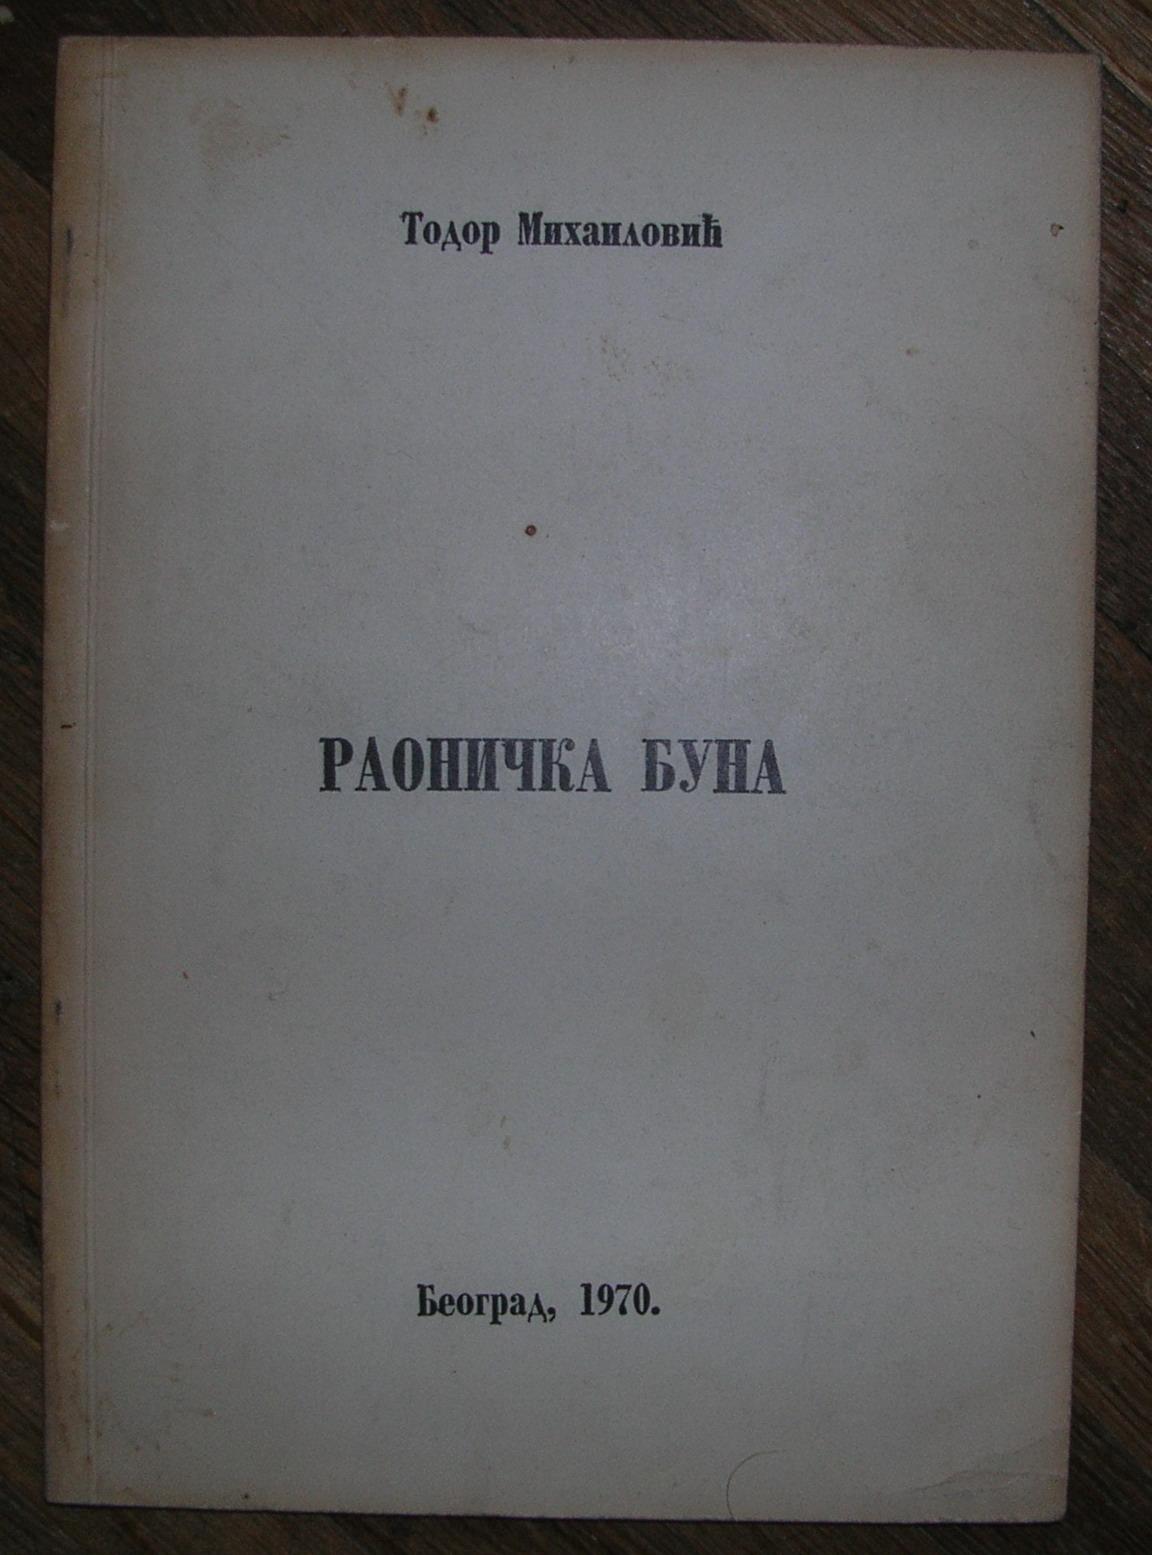 Тодор Михаиловић
РАОНИЧКА БУНА
Београд, 1970.